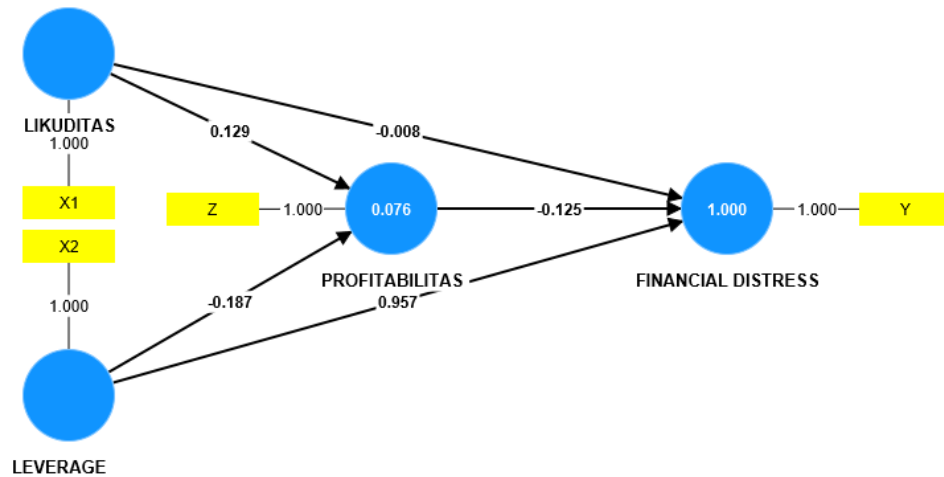 LIKUDITAS
1.000
X1
X2
1.000
0.129
-0.008
Z
1.000
0.076
-0.125
1.000
1.000
Y
PROFITABILITAS
FINANCIAL DISTRESS
-0.187
0.957
LEVERAGE